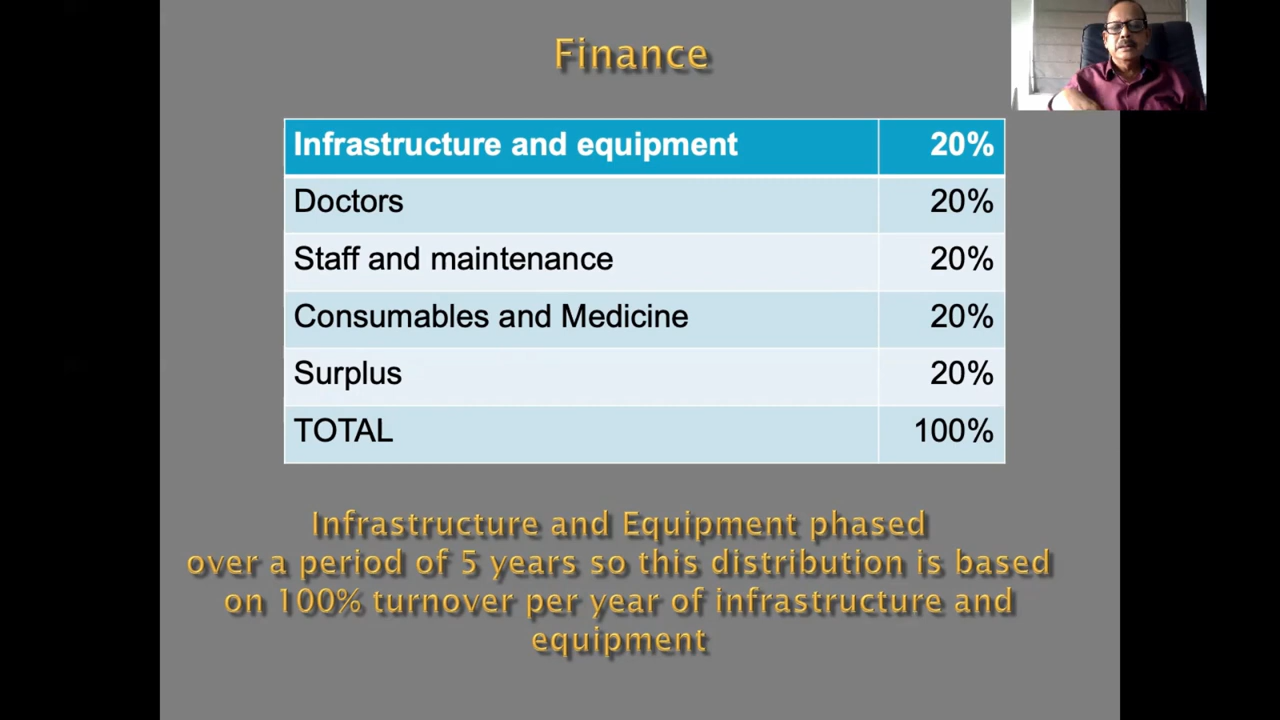 Finance
Infrastructure and equipment 20%
Doctors 20%
Staff and maintenance 20%
Consumables and Medicine 20%
Surplus 20%
TOTAL 100%
Infrastructure and Equipment phased
over a period of 5 years so this distribution is based
on 100% turnover per year of infrastructure and
equipment